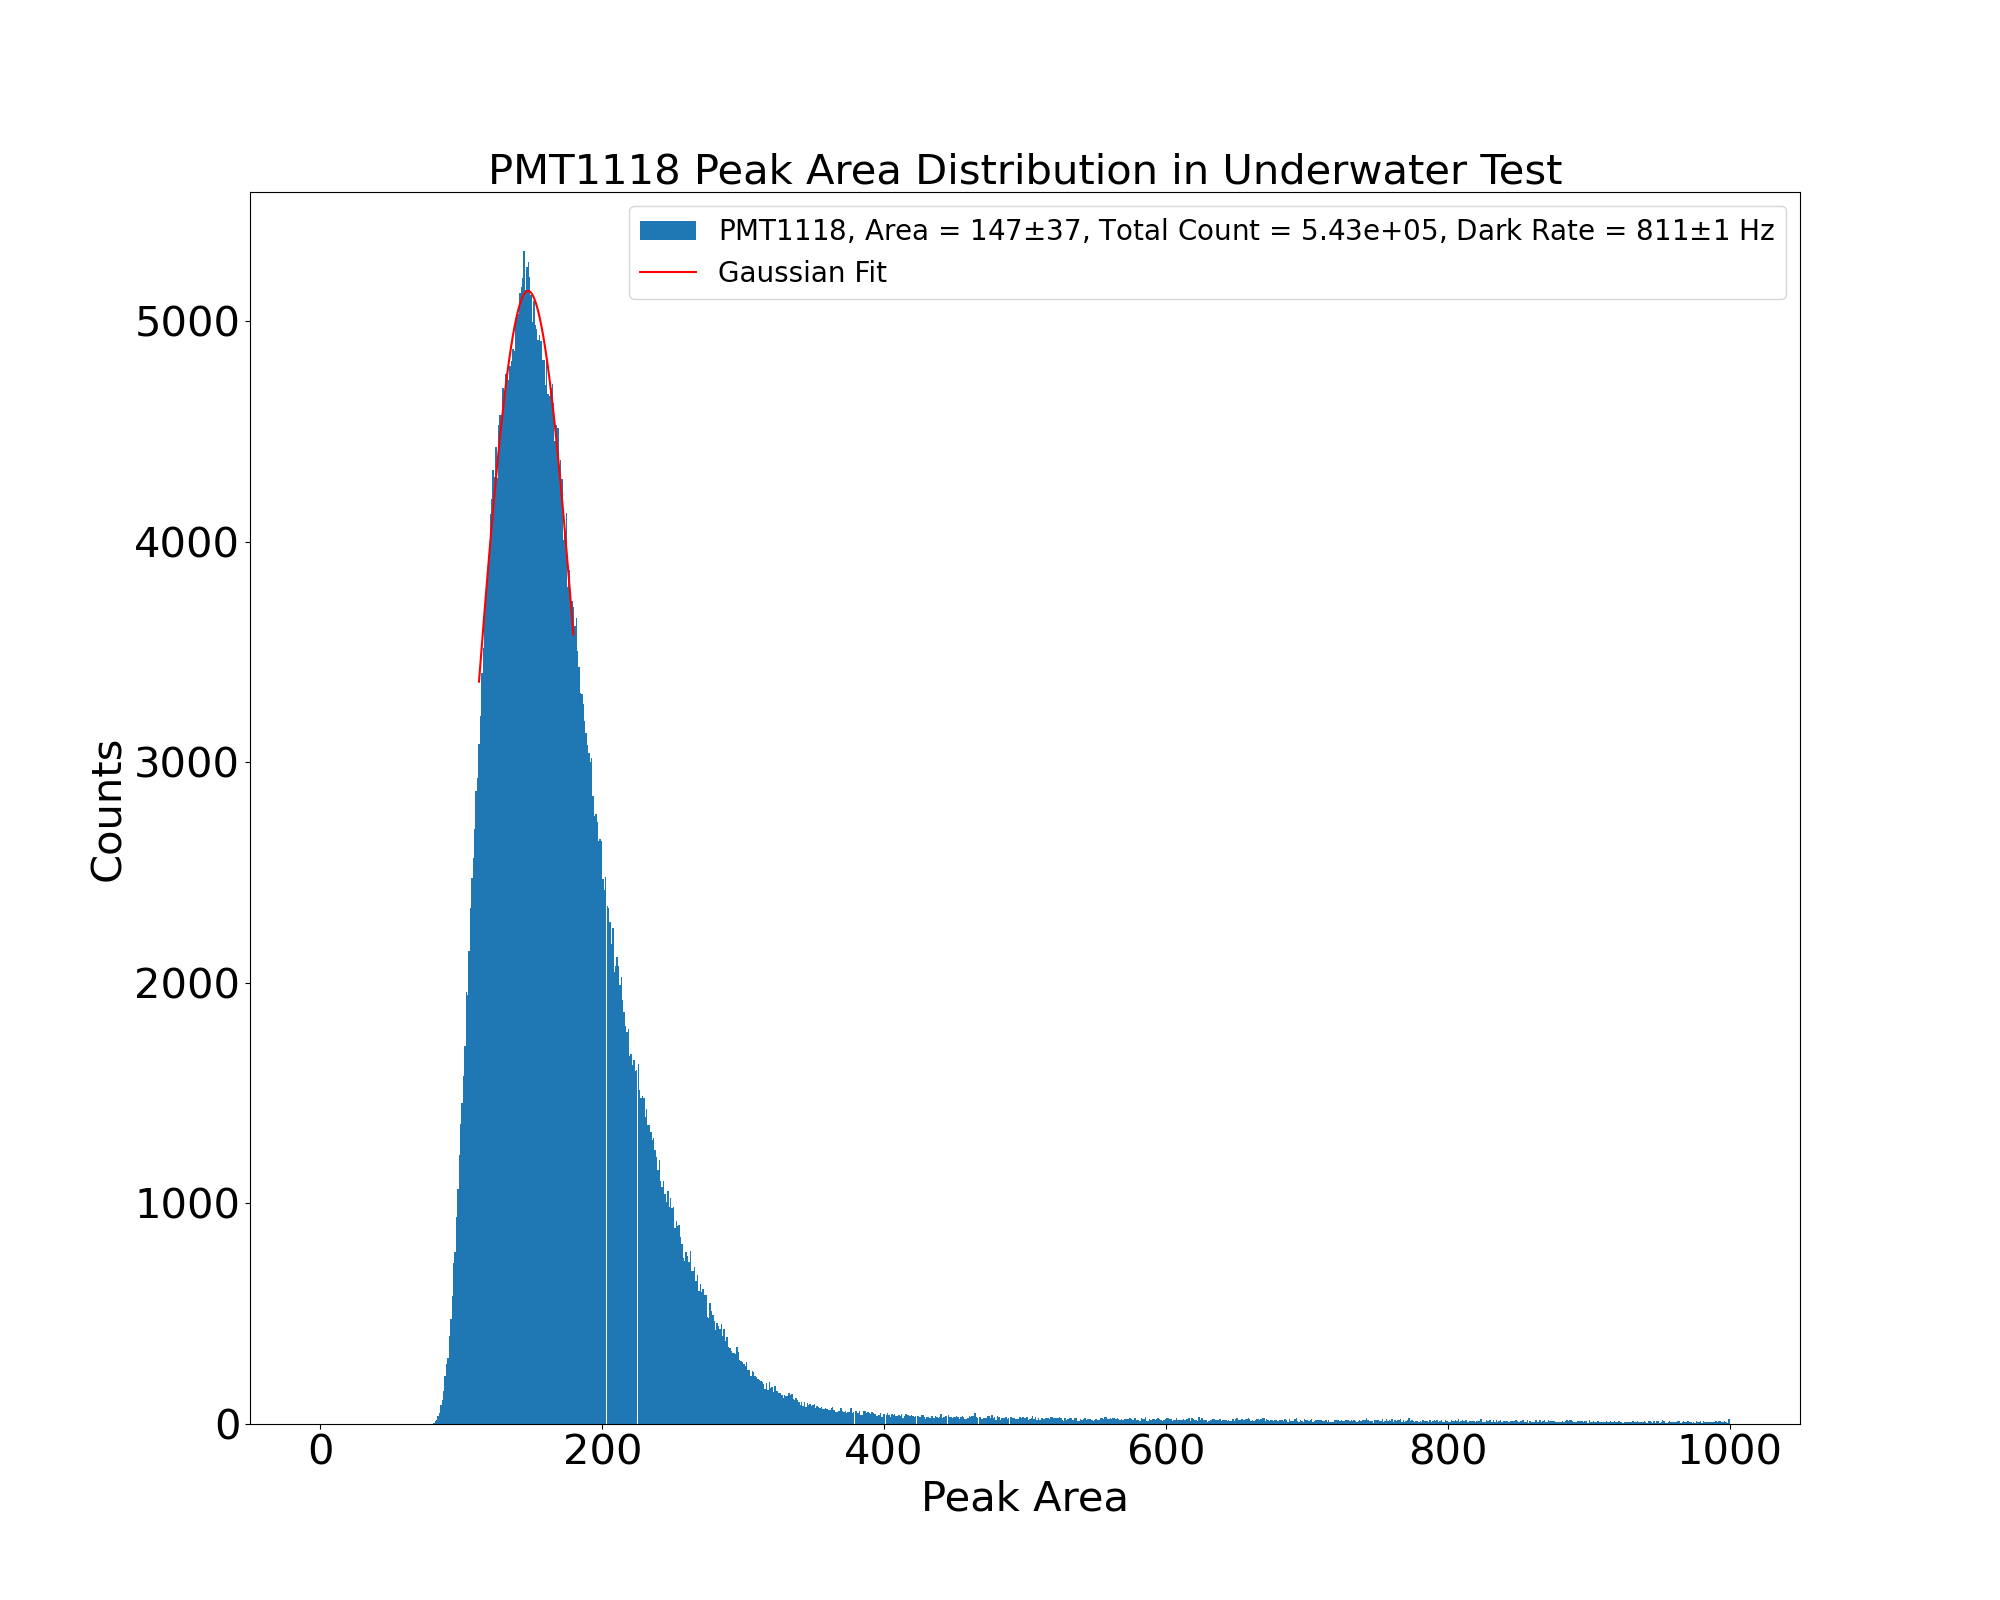 PMT1118 Peak Area Distribution in Underwater Test
PMT1118, Area = 147±37, Total Count = 5.43e+05, Dark Rate = 811±1 Hz
Gaussian Fit
5000
4000
3000
2000
1000
0
Counts
0 200 400 600 800 1000
Peak Area